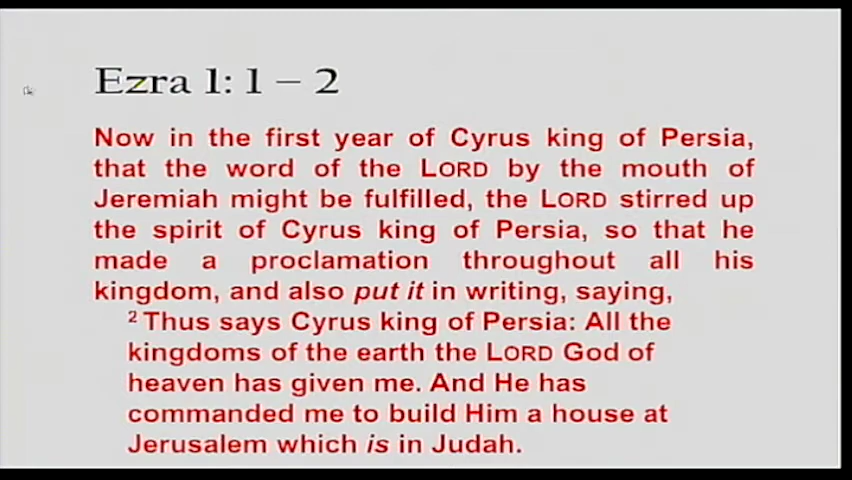 Ezra 1: 1 – 2
Now in the first year of Cyrus king of Persia,
that the word of the LORD by the mouth of
Jeremiah might be fulfilled, the LORD stirred up
the spirit of Cyrus king of Persia, so that he
made a proclamation throughout all his
kingdom, and also put it in writing, saying,
2 Thus says Cyrus king of Persia: All the
kingdoms of the earth the LORD God of
heaven has given me. And He has
commanded me to build Him a house at
Jerusalem which is in Judah.